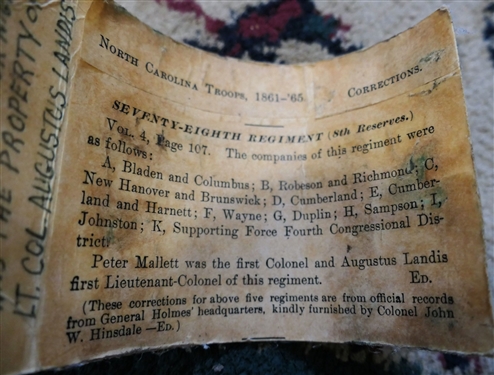 NORTH CAROLINA TROOPS, 1861-'65. CORRECTIONS.
SEVENTY-EIGHTH REGIMENT (8th Reserves.)
VOL. 4, Page 107. The companies of this regiment were
as follows:
A, Bladen and Columbus; B, Robeson and Richmond; C,
New Hanover and Brunswick; D, Cumberland; E, Cumber-
land and Harnett; F, Wayne; G, Duplin; H, Sampson; I,
Johnston; K, Supporting Force Fourth Congressional Dis-
trict.
Peter Mallett was the first Colonel and Augustus Landis
first Lieutenant-Colonel of this regiment. ED.
(These corrections for above five regiments are from official records
from General Holmes' headquarters, kindly furnished by Colonel John
W. Hinsdale —ED.)
PROPERTY
LT. COL. AUGUSTUS LANDIS